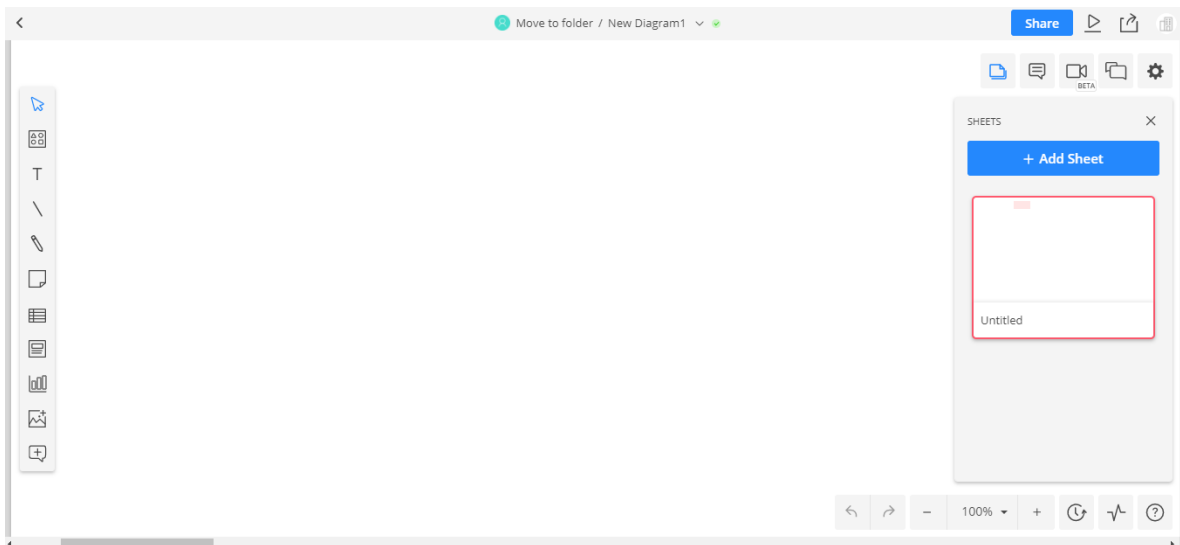 Move to folder / New Diagram1
Share
BETA
SHEETS
+ Add Sheet
Untitled
100%